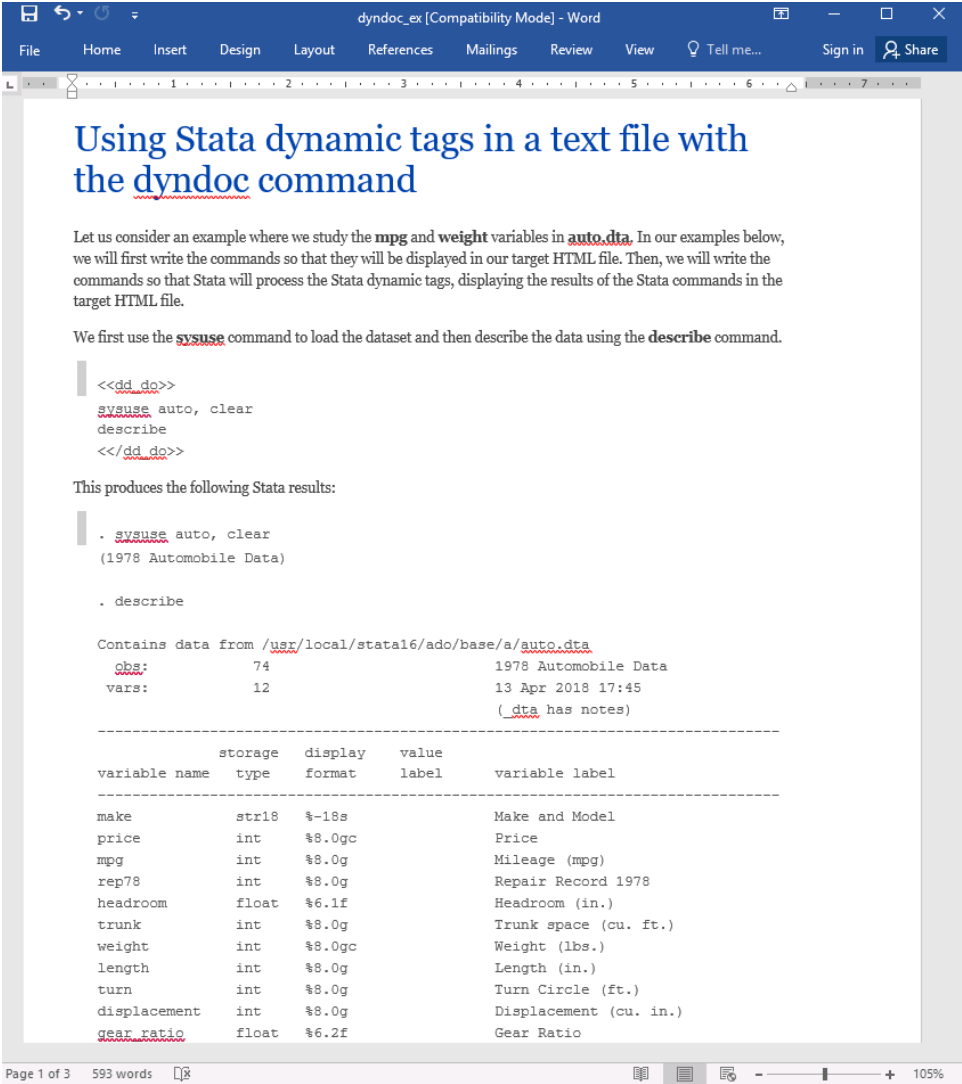 dyndoc_ex [Compatibility Mode] - Word
File Home Insert Design Layout References Mailings Review View Tell me... Sign in Share
1 2 3 4 5 6 7
Using Stata dynamic tags in a text file with
the dyndoc command
Let us consider an example where we study the mpg and weight variables in auto.dta. In our examples below,
we will first write the commands so that they will be displayed in our target HTML file. Then, we will write the
commands so that Stata will process the Stata dynamic tags, displaying the results of the Stata commands in the
target HTML file.
We first use the sysuse command to load the dataset and then describe the data using the describe command.
<<dd_do>>
sysuse auto, clear
describe
<</dd_do>>
This produces the following Stata results:
. sysuse auto, clear
(1978 Automobile Data)
. describe
Contains data from /usr/local/stata16/ado/base/a/auto.dta
obs: 74 1978 Automobile Data
vars: 12 13 Apr 2018 17:45
(_dta has notes)
--------------------------------------------------------------------------------
storage display value
variable name type format label variable label
--------------------------------------------------------------------------------
make str18 %-18s Make and Model
price int %8.0gc Price
mpg int %8.0g Mileage (mpg)
rep78 int %8.0g Repair Record 1978
headroom float %6.1f Headroom (in.)
trunk int %8.0g Trunk space (cu. ft.)
weight int %8.0gc Weight (lbs.)
length int %8.0g Length (in.)
turn int %8.0g Turn Circle (ft.)
displacement int %8.0g Displacement (cu. in.)
gear_ratio float %6.2f Gear Ratio
Page 1 of 3 593 words 105%